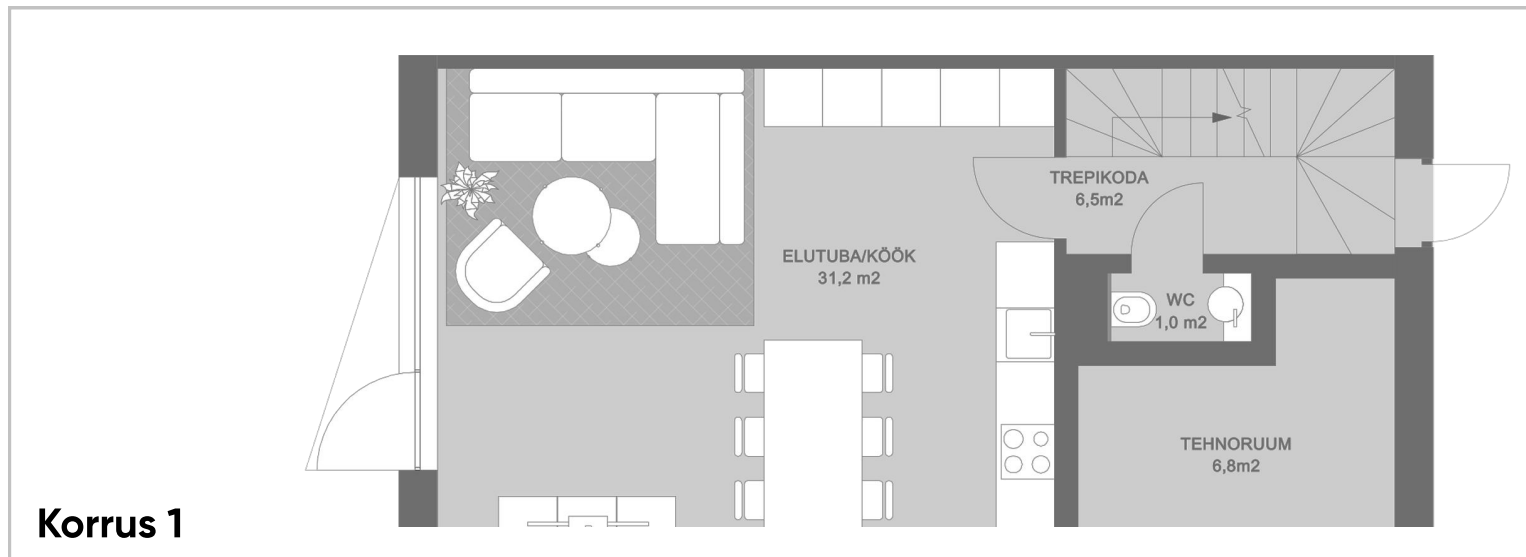 TREPIKODA
6,5m2
ELUTUBA/KÖÖK
31,2 m2
WC
1,0 m2
TEHNORUUM
6,8m2
Korrus 1